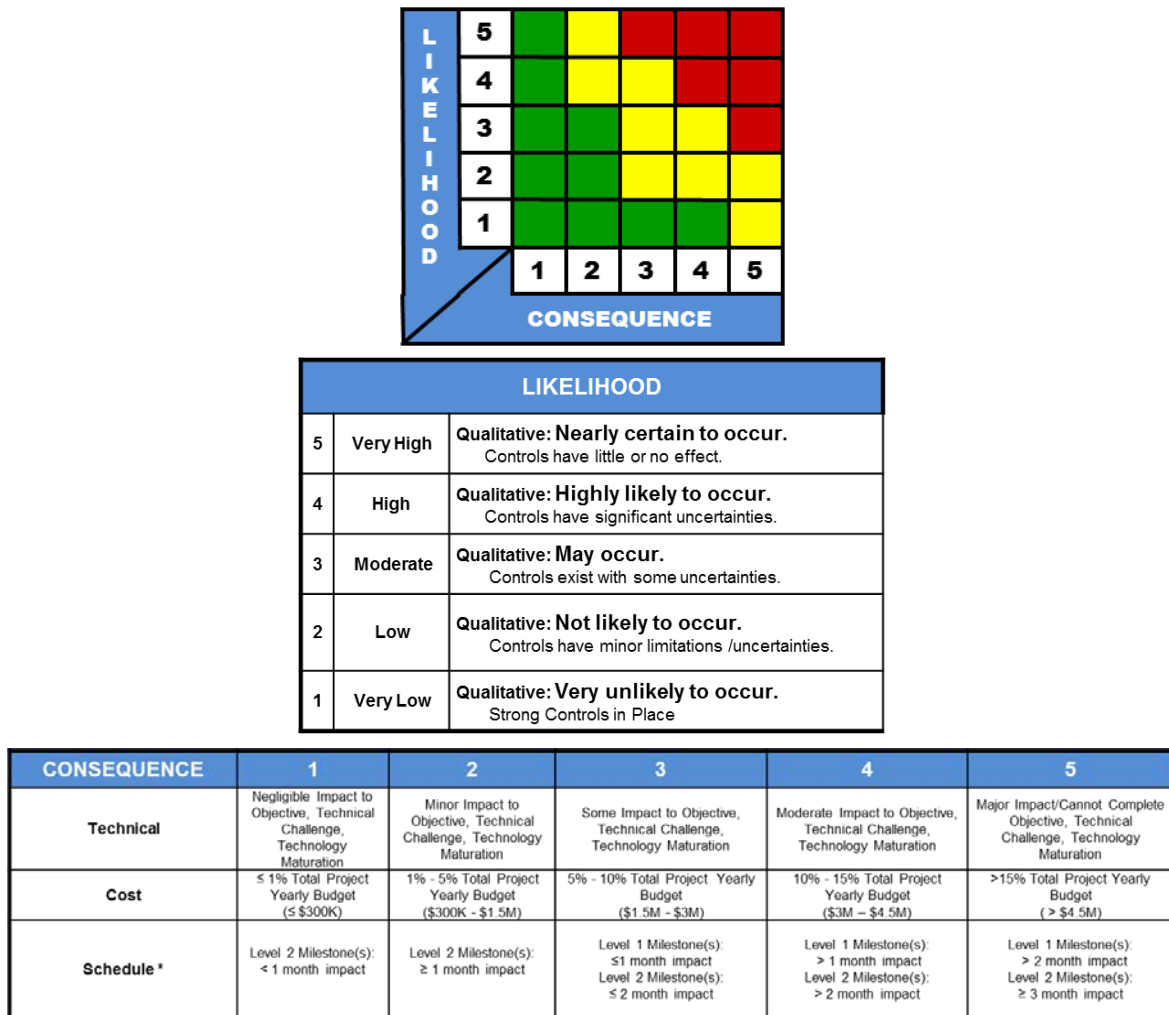 LIKELIHOOD
5
4
3
2
1
1 2 3 4 5
CONSEQUENCE
LIKELIHOOD
5 Very High Qualitative: Nearly certain to occur.
Controls have little or no effect.
4 High Qualitative: Highly likely to occur.
Controls have significant uncertainties.
3 Moderate Qualitative: May occur.
Controls exist with some uncertainties.
2 Low Qualitative: Not likely to occur.
Controls have minor limitations /uncertainties.
1 Very Low Qualitative: Very unlikely to occur.
Strong Controls in Place
CONSEQUENCE 1 2 3 4 5
Technical
Negligible Impact to
Objective, Technical
Challenge,
Technology
Maturation
Minor Impact to
Objective, Technical
Challenge, Technology
Maturation
Some Impact to Objective,
Technical Challenge,
Technology Maturation
Moderate Impact to Objective,
Technical Challenge,
Technology Maturation
Major Impact/Cannot Complete
Objective, Technical
Challenge, Technology
Maturation
Cost
≤ 1% Total Project
Yearly Budget
(≤ $300K)
1% - 5% Total Project
Yearly Budget
($300K - $1.5M)
5% - 10% Total Project Yearly
Budget
($1.5M - $3M)
10% - 15% Total Project
Yearly Budget
($3M – $4.5M)
>15% Total Project Yearly
Budget
( > $4.5M)
Schedule *
Level 2 Milestone(s):
< 1 month impact
Level 2 Milestone(s):
≥ 1 month impact
Level 1 Milestone(s):
≤1 month impact
Level 2 Milestone(s):
≤ 2 month impact
Level 1 Milestone(s):
> 1 month impact
Level 2 Milestone(s):
> 2 month impact
Level 1 Milestone(s):
> 2 month impact
Level 2 Milestone(s):
≥ 3 month impact